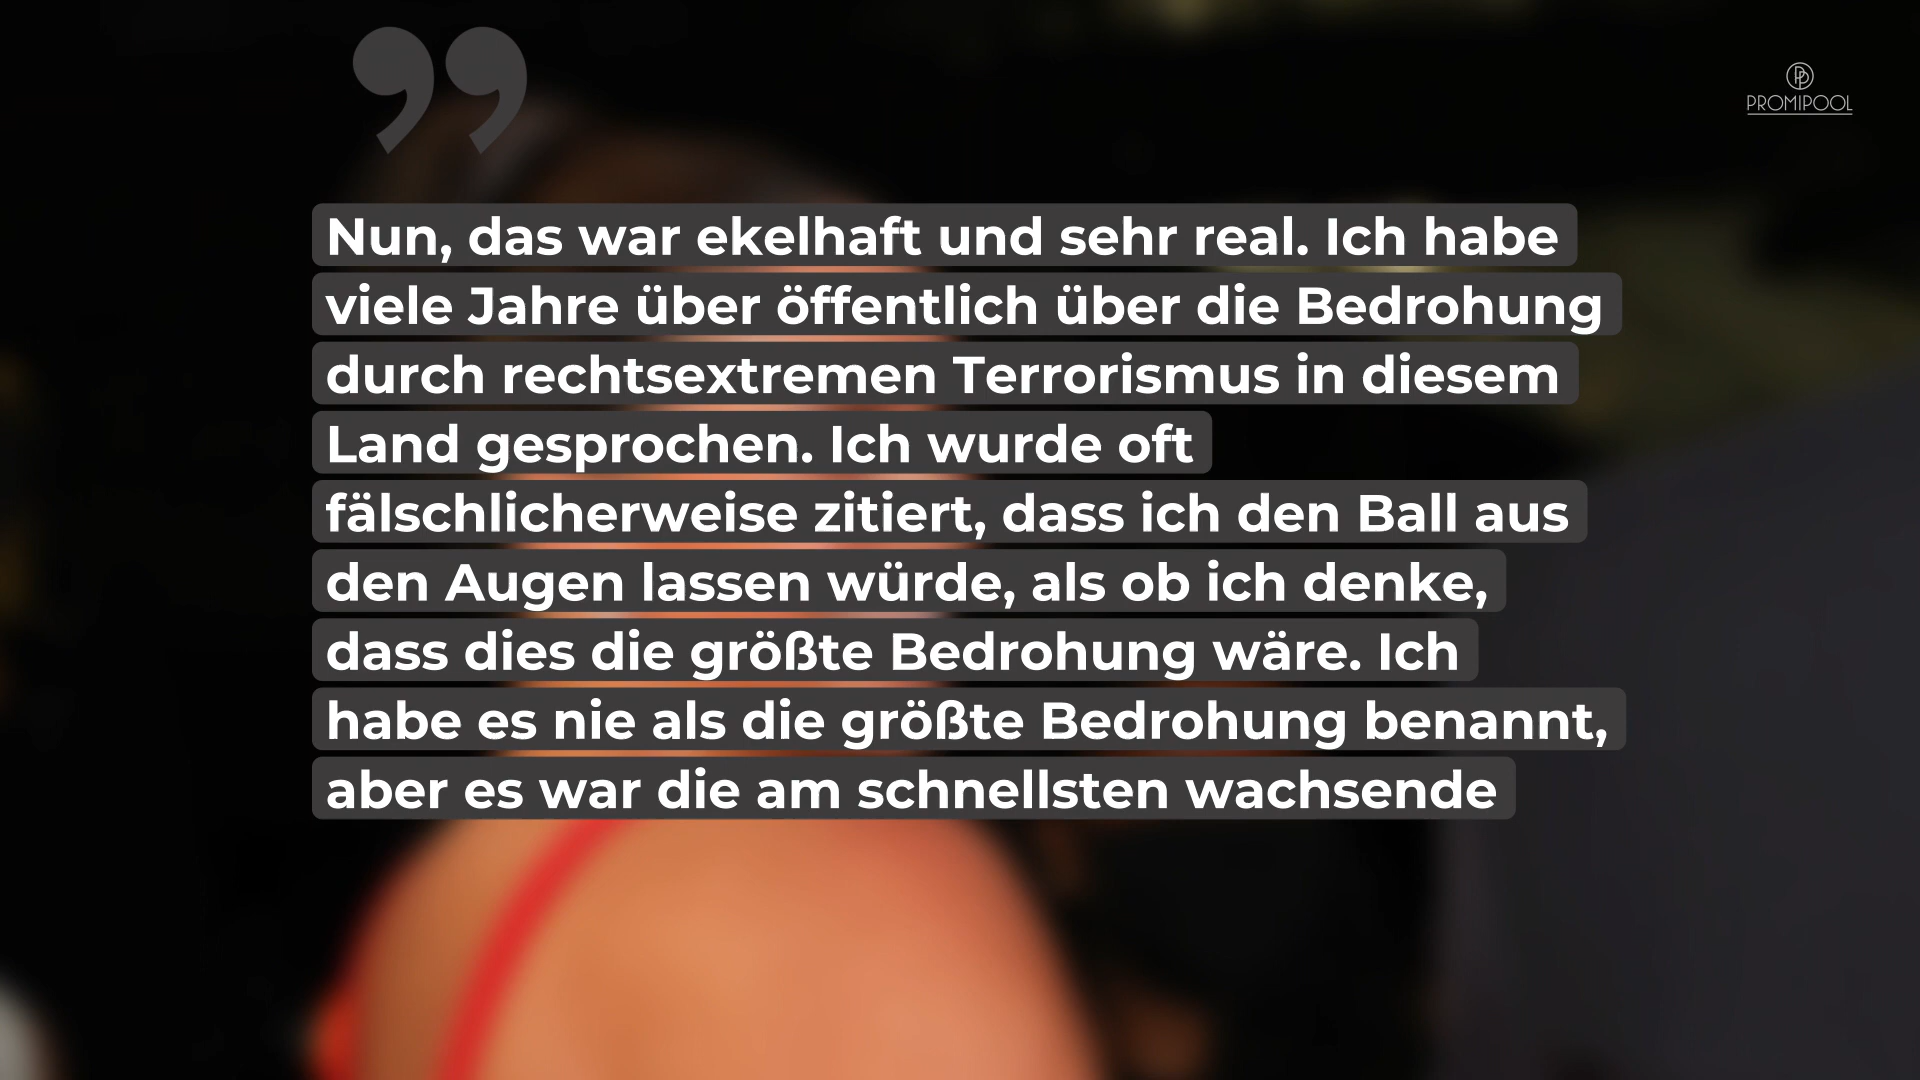 PROMIPOOL
Nun, das war ekelhaft und sehr real. Ich habe
viele Jahre über öffentlich über die Bedrohung
durch rechtsextremen Terrorismus in diesem
Land gesprochen. Ich wurde oft
fälschlicherweise zitiert, dass ich den Ball aus
den Augen lassen würde, als ob ich denke,
dass dies die größte Bedrohung wäre. Ich
habe es nie als die größte Bedrohung benannt,
aber es war die am schnellsten wachsende